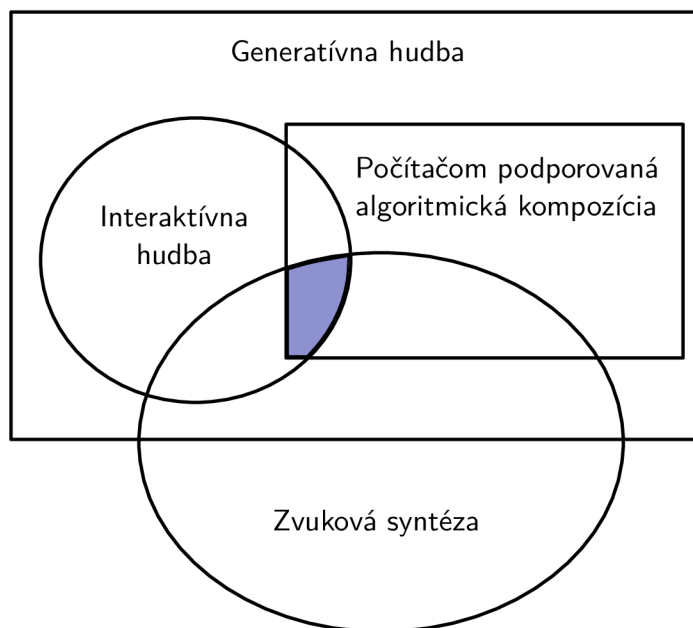 Generatívna hudba
Interaktívna
hudba
Počítačom podporovaná
algoritmická kompozícia
Zvuková syntéza